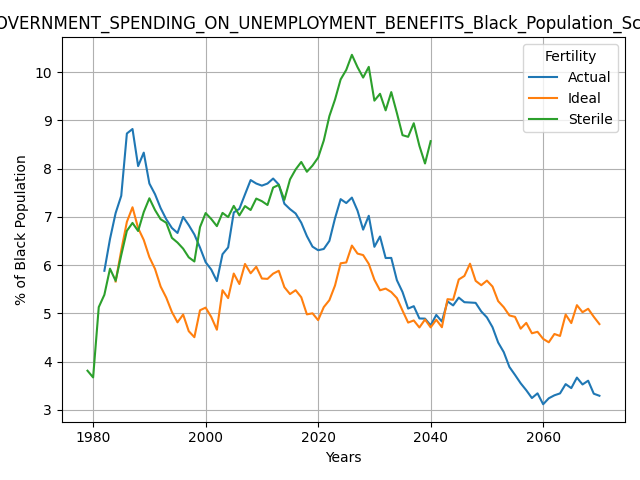 OVERNMENT_SPENDING_ON_UNEMPLOYMENT_BENEFITS_Black_Population_Sc
Fertility
Actual
Ideal
Sterile
% of Black Population
10
9
8
7
6
5
4
3
1980 2000 2020 2040 2060
Years